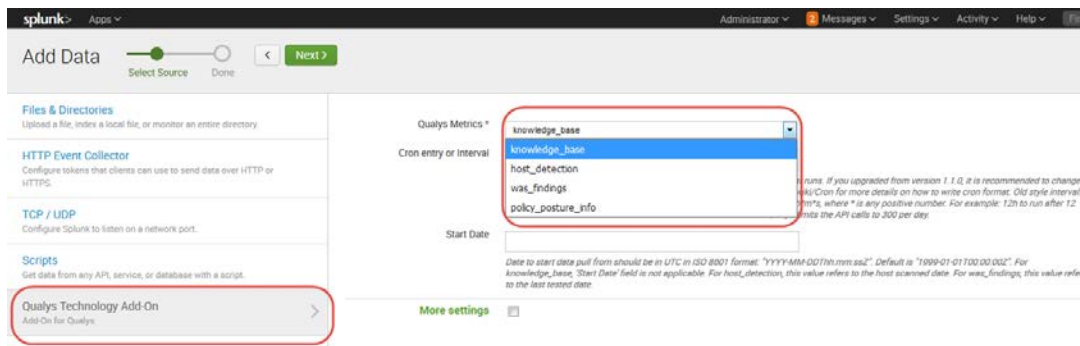 splunk> Apps Administrator 2 Messages Settings Activity Help
Add Data
Select Source Done
< Next >
Files & Directories
Upload a file, index a local file, or monitor an entire directory.
HTTP Event Collector
Configure tokens that clients can use to send data over HTTP or
HTTPS.
TCP / UDP
Configure Splunk to listen on a network port.
Scripts
Get data from any API, service, or database with a script.
Qualys Technology Add-On
Add-On for Qualys
Qualys Metrics * knowledge_base
Cron entry or Interval
knowledge_base
host_detection
was_findings
policy_posture_info
runs. If you upgraded from version 1.1.0, it is recommended to change
iki/Cron for more details on how to write cron format. Old style interval
m*s, where * is any positive number. For example: 12h to run after 12
mits the API calls to 300 per day.
Start Date
Date to start data pull from should be in UTC in ISO 8601 format: "YYYY-MM-DDThh:mm:ssZ". Default is "1999-01-01T00:00:00Z". For
knowledge_base, 'Start Date' field is not applicable. For host_detection, this value refers to the host scanned date. For was_findings, this value refe
to the last tested date
More settings